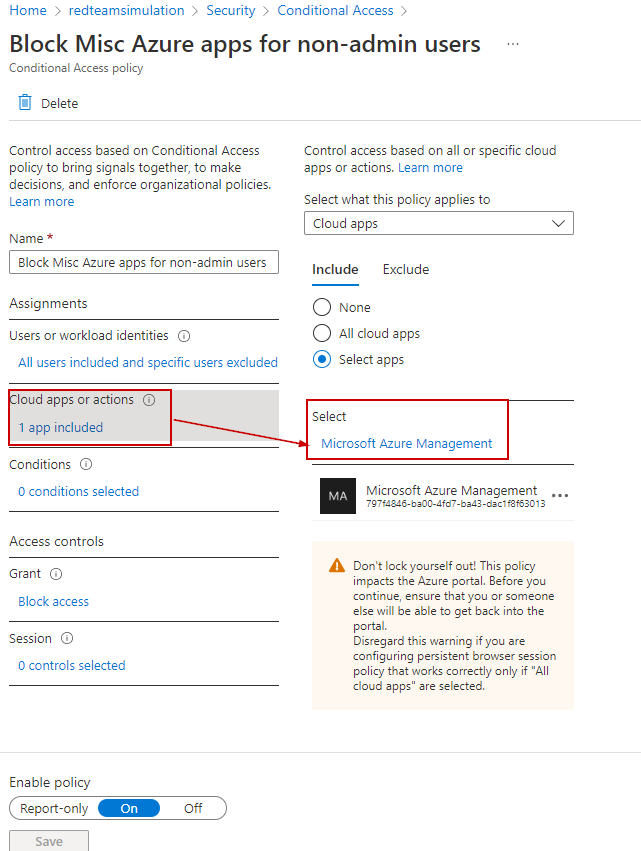 Home > redteamsimulation > Security > Conditional Access >
Block Misc Azure apps for non-admin users ...
Conditional Access policy
Delete
Control access based on Conditional Access
policy to bring signals together, to make
decisions, and enforce organizational policies.
Learn more
Name *
Block Misc Azure apps for non-admin users
Assignments
Users or workload identities
All users included and specific users excluded
Cloud apps or actions
1 app included
Conditions
0 conditions selected
Access controls
Grant
Block access
Session
0 controls selected
Control access based on all or specific cloud
apps or actions. Learn more
Select what this policy applies to
Cloud apps
Include Exclude
None
All cloud apps
Select apps
Select
Microsoft Azure Management
MA
Microsoft Azure Management
797f4846-ba00-4fd7-ba43-dac1f8f63013
Don't lock yourself out! This policy
impacts the Azure portal. Before you
continue, ensure that you or someone
else will be able to get back into the
portal.
Disregard this warning if you are
configuring persistent browser session
policy that works correctly only if "All
cloud apps" are selected.
Enable policy
Report-only On Off
Save